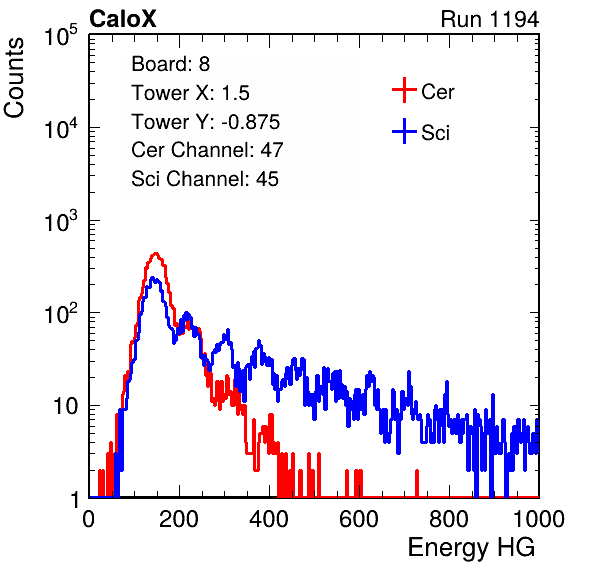 CaloX Run 1194
Counts
10^5
10^4
10^3
10^2
10
1
Board: 8
Tower X: 1.5
Tower Y: -0.875
Cer Channel: 47
Sci Channel: 45
Cer
Sci
0 200 400 600 800 1000
Energy HG